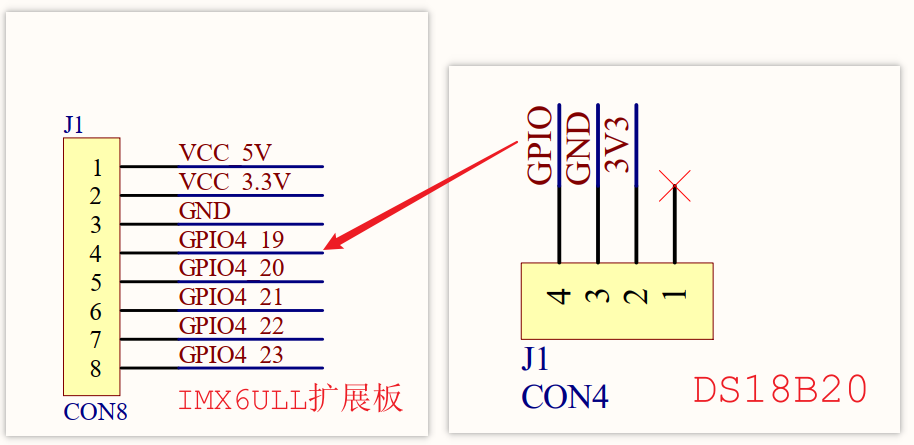 J1
1 VCC 5V
2 VCC 3.3V
3 GND
4 GPIO4 19
5 GPIO4 20
6 GPIO4 21
7 GPIO4 22
8 GPIO4 23
CON8
IMX6ULL扩展板
GPIO
GND
3V3
4 3 2 1
J1
CON4
DS18B20